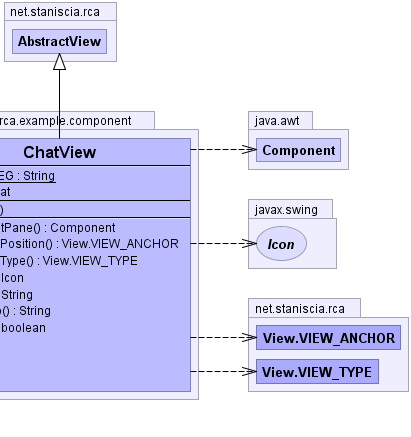 net.staniscia.rca
AbstractView
rca.example.component
java.awt
ChatView
Component
EG : String
at
)
tPane() : Component
javax.swing
Position() : View.VIEW_ANCHOR
Icon
Type() : View.VIEW_TYPE
Icon
String
() : String
net.staniscia.rca
boolean
View.VIEW_ANCHOR
View.VIEW_TYPE